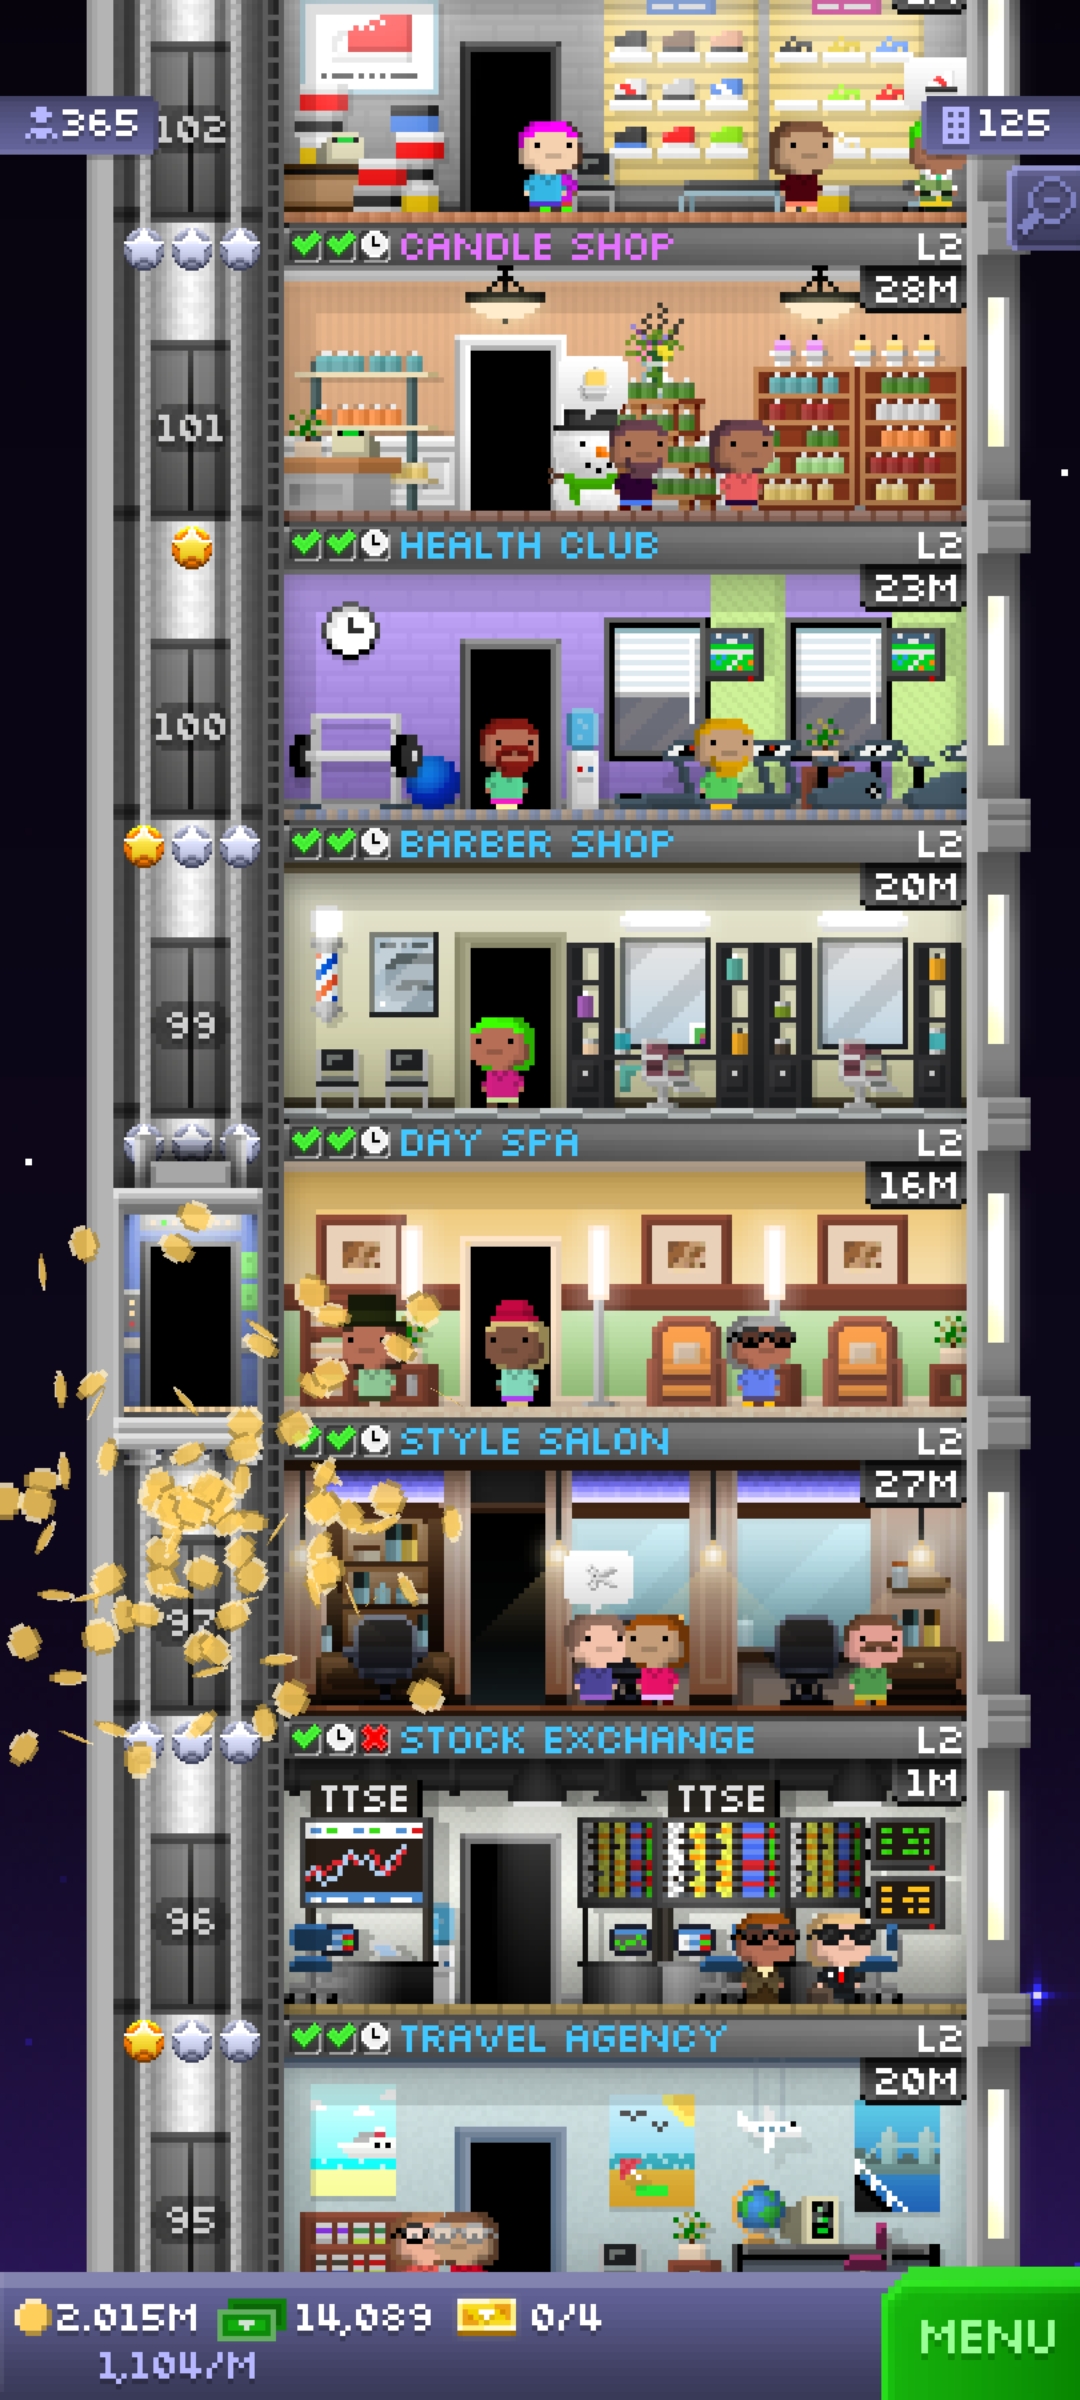 365
102
125
CANDLE SHOP L2
28M
101
HEALTH CLUB L2
23M
100
BARBER SHOP L2
20M
99
DAY SPA L2
16M
STYLE SALON L2
27M
97
STOCK EXCHANGE L2
1M
TTSE TTSE
96
TRAVEL AGENCY L2
20M
95
2.015M 14,089 0/4
1,104/M
MENU